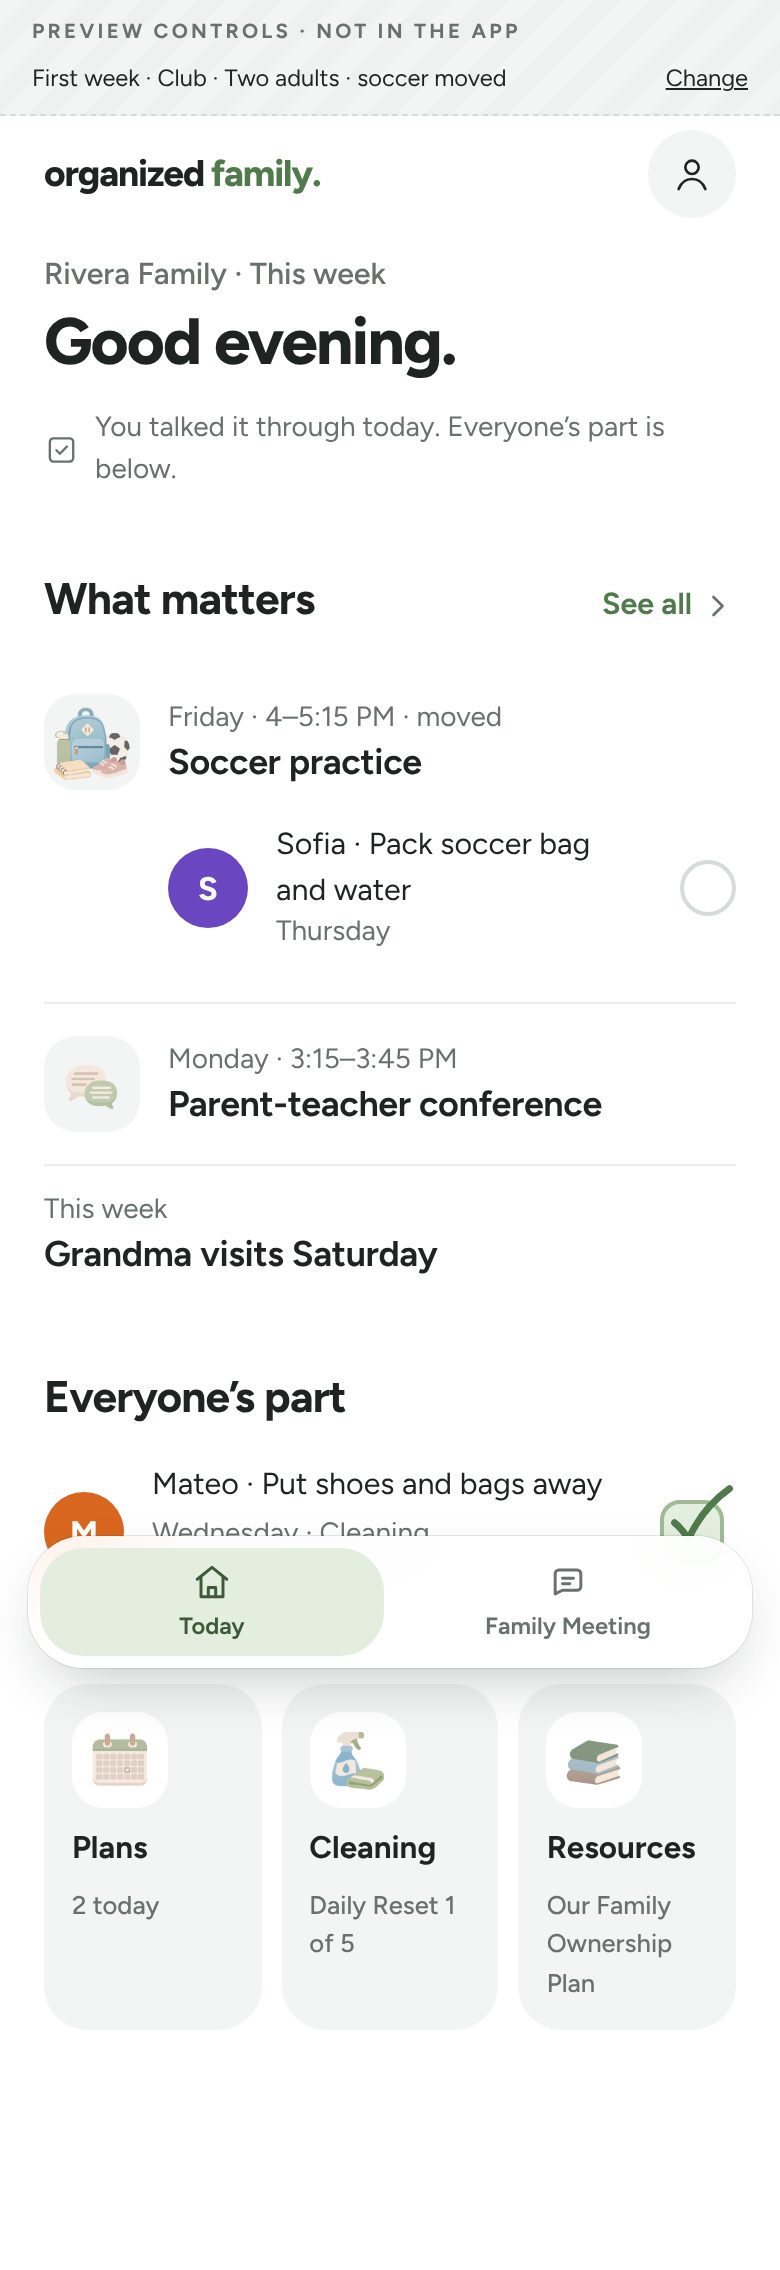 PREVIEW CONTROLS · NOT IN THE APP
First week · Club · Two adults · soccer moved
Change
organized family.
Rivera Family · This week
Good evening.
You talked it through today. Everyone’s part is
below.
What matters
See all
Friday · 4–5:15 PM · moved
Soccer practice
S
Sofia · Pack soccer bag
and water
Thursday
Monday · 3:15–3:45 PM
Parent-teacher conference
This week
Grandma visits Saturday
Everyone’s part
M
Mateo · Put shoes and bags away
Wednesday · Cleaning
Today
Family Meeting
Plans
2 today
Cleaning
Daily Reset 1
of 5
Resources
Our Family
Ownership
Plan